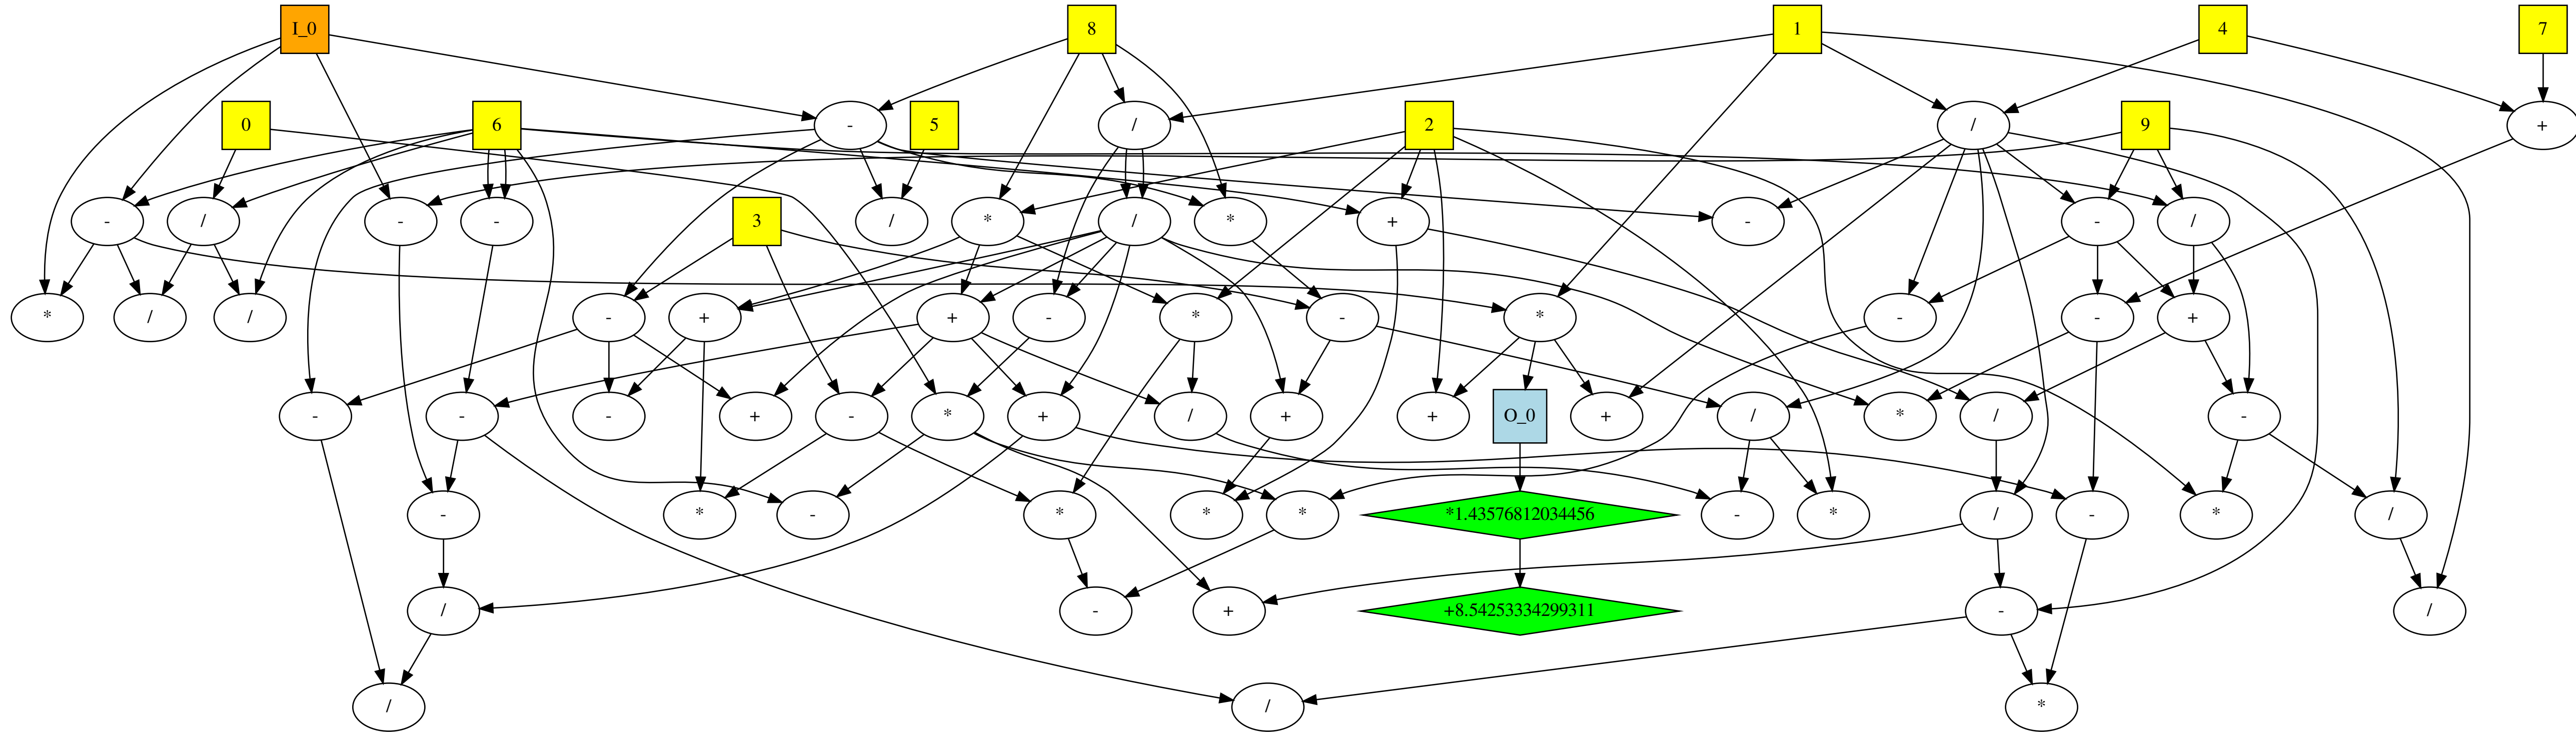 I_0 8 1 4 7
0 6 - 5 / 2 / 9 +
- / - - 3 / * / * + - - /
* / / - + + - * - * - - +
- - - + - * + / + + O_0 + / * / -
- * - * * * *1.43576812034456 - * / - * /
/ - + +8.54253334299311 - /
/ / *